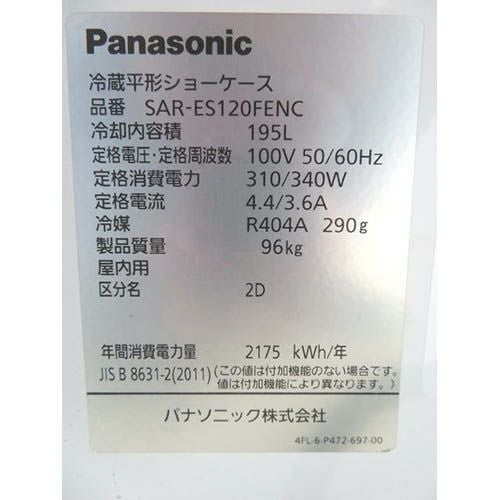 Panasonic
冷蔵平形ショーケース
品番 SAR-ES120FENC
冷却内容積 195L
定格電圧・定格周波数 100V 50/60Hz
定格消費電力 310/340W
定格電流 4.4/3.6A
冷媒 R404A 290g
製品質量 96kg
屋内用
区分名 2D
年間消費電力量 2175 kWh/年
JIS B 8631-2(2011) (この値は付加機能のない場合です。
値は付加機能により異なります。)
パナソニック株式会社
4FL-6-P472-697-00